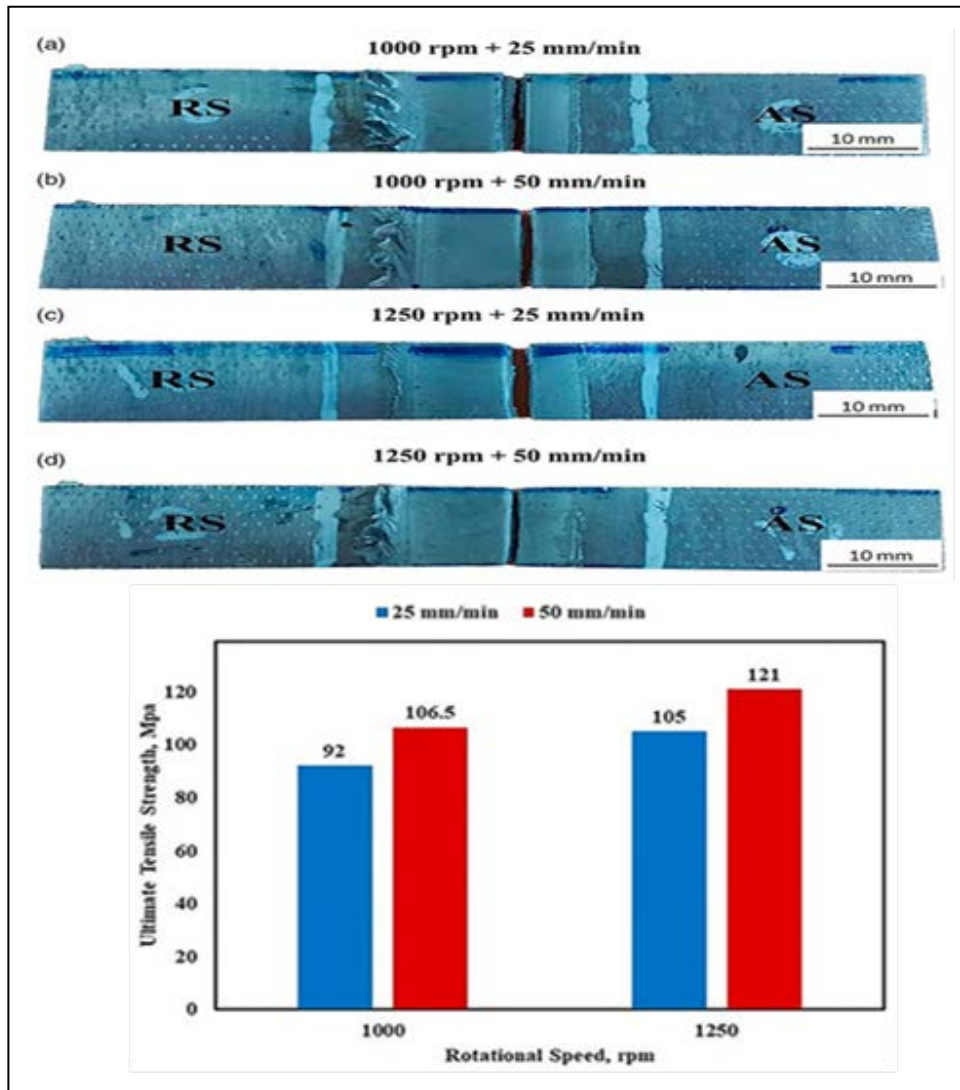 (a)
1000 rpm + 25 mm/min
RS
AS
10 mm
(b)
1000 rpm + 50 mm/min
RS
AS
10 mm
(c)
1250 rpm + 25 mm/min
RS
AS
10 mm
(d)
1250 rpm + 50 mm/min
RS
AS
10 mm
25 mm/min 50 mm/min
Ultimate Tensile Strength, Mpa
120
100
80
60
40
20
0
92
106.5
105
121
1000 1250
Rotational Speed, rpm